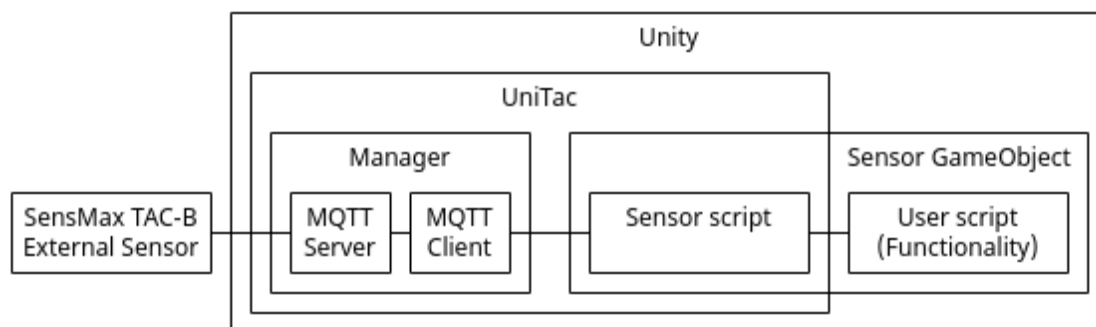 Unity
UniTac
Manager
Sensor GameObject
SensMax TAC-B
External Sensor
MQTT
Server
MQTT
Client
Sensor script
User script
(Functionality)